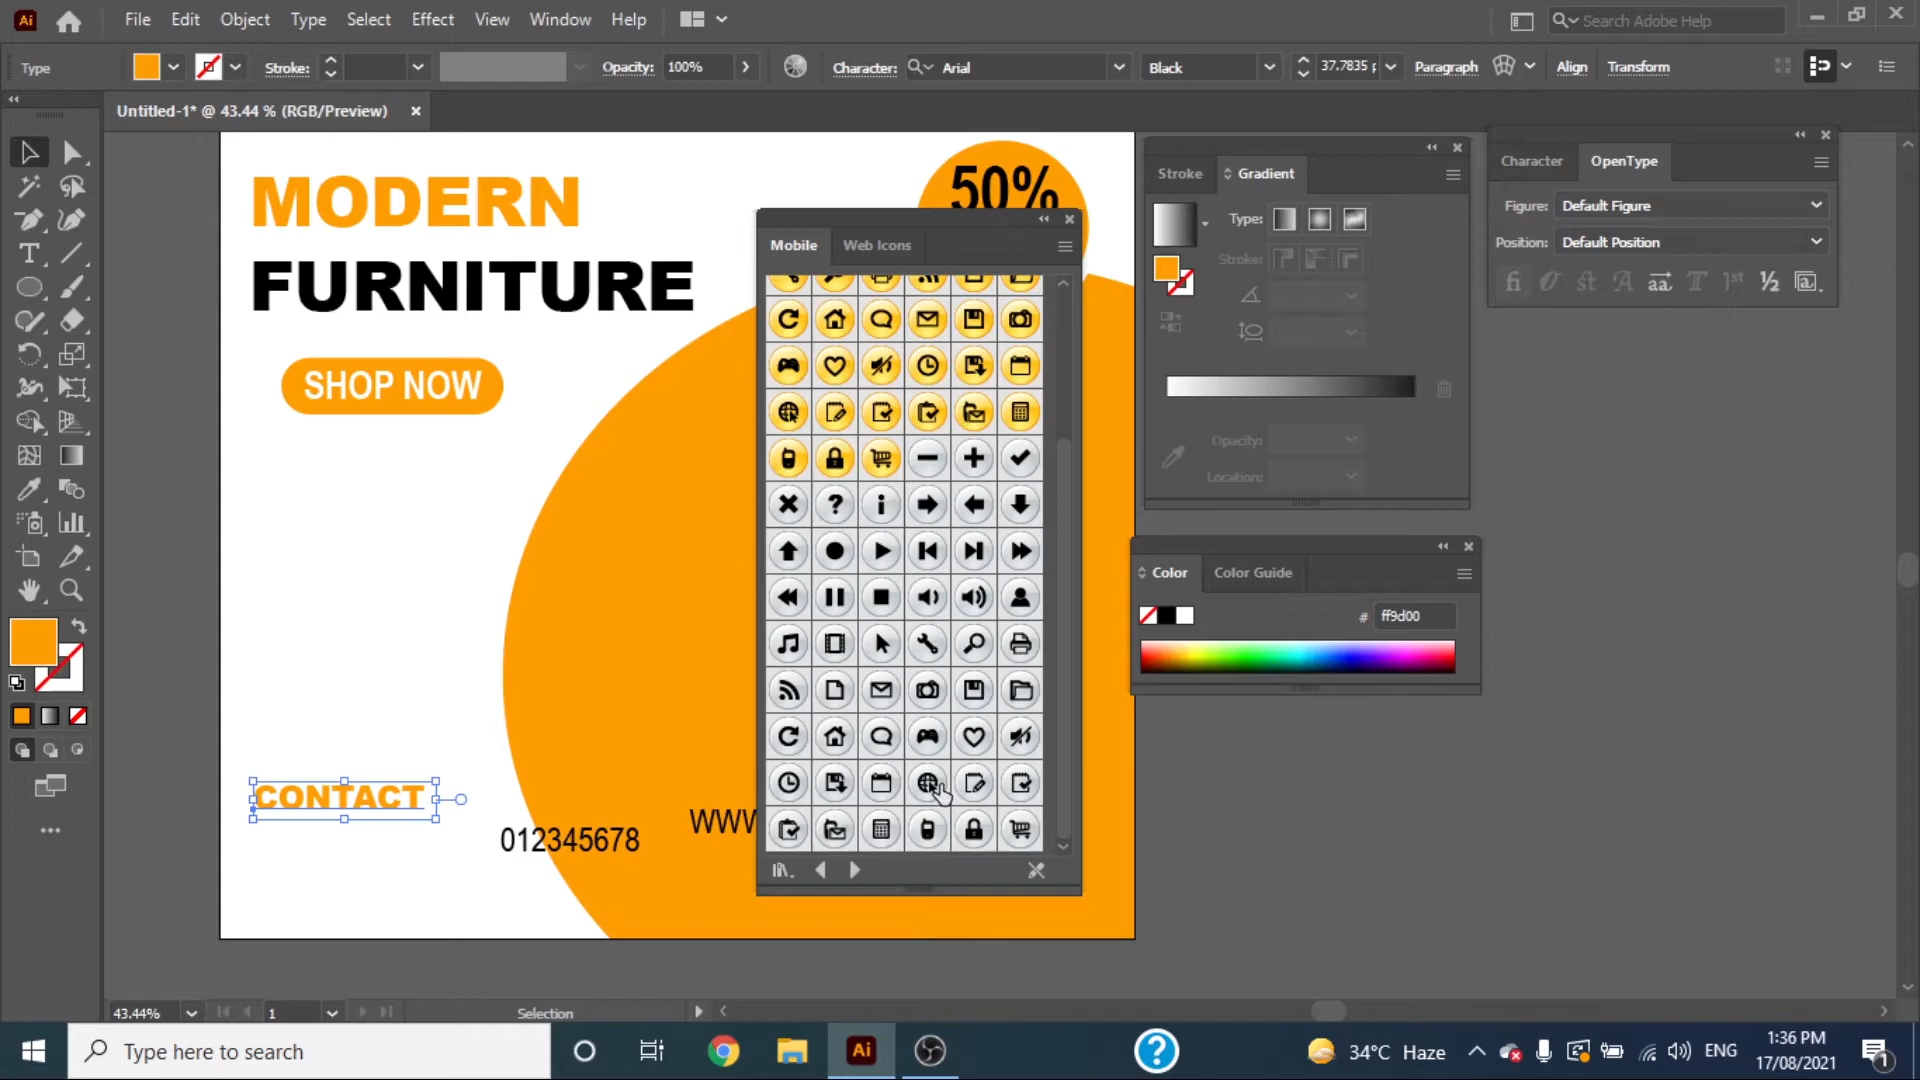 Ai File Edit Object Type Select Effect View Window Help Search Adobe Help
Type Stroke: Opacity: 100% Character: Arial Black 37.7835 Paragraph Align Transform
Untitled-1* @ 43.44 % (RGB/Preview)
MODERN
FURNITURE
SHOP NOW
50%
CONTACT
012345678
WWW
Mobile Web Icons
Stroke Gradient
Type:
Stroke:
Opacity:
Location:
Color Color Guide
# ff9d00
Character OpenType
Figure: Default Figure
Position: Default Position
43.44% 1 Selection
Type here to search
Ai
34°C Haze
ENG
1:36 PM
17/08/2021
1